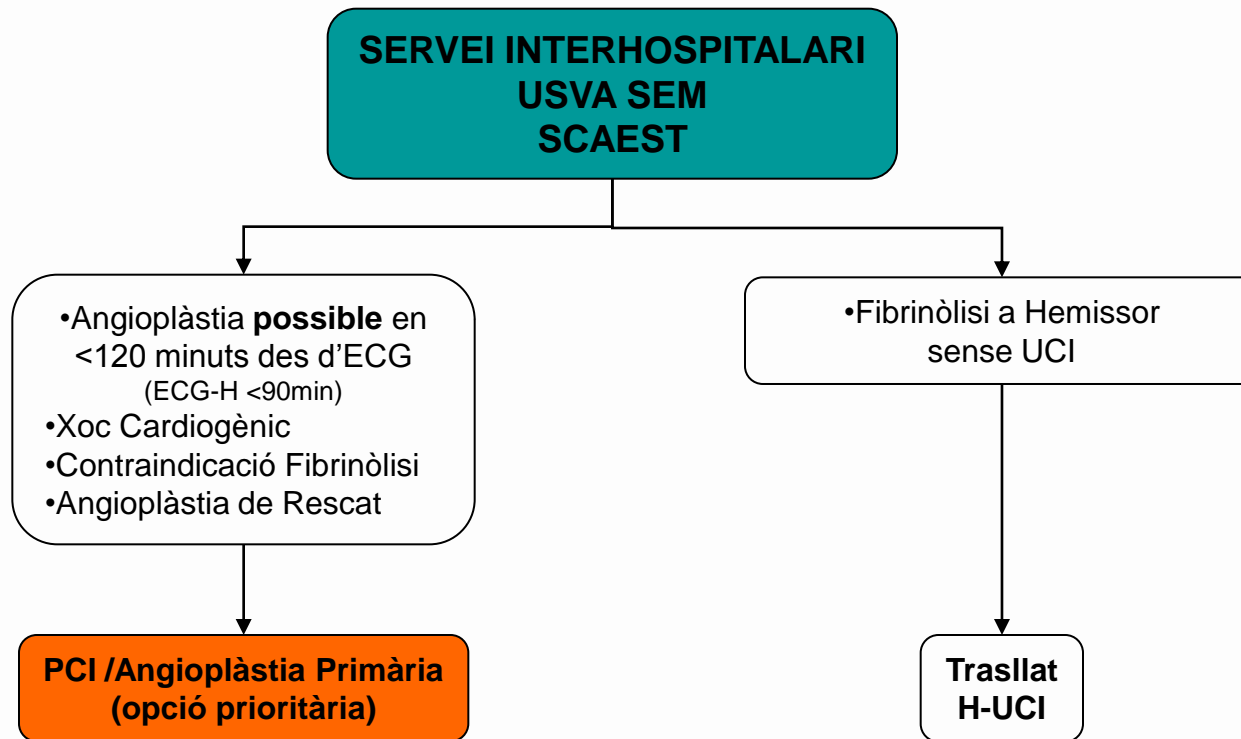 SERVEI INTERHOSPITALARI
USVA SEM
SCAEST
•Angioplàstia possible en
<120 minuts des d’ECG
(ECG-H <90min)
•Xoc Cardiogènic
•Contraindicació Fibrinòlisi
•Angioplàstia de Rescat
•Fibrinòlisi a Hemissor
sense UCI
PCI /Angioplàstia Primària
(opció prioritària)
Trasllat
H-UCI